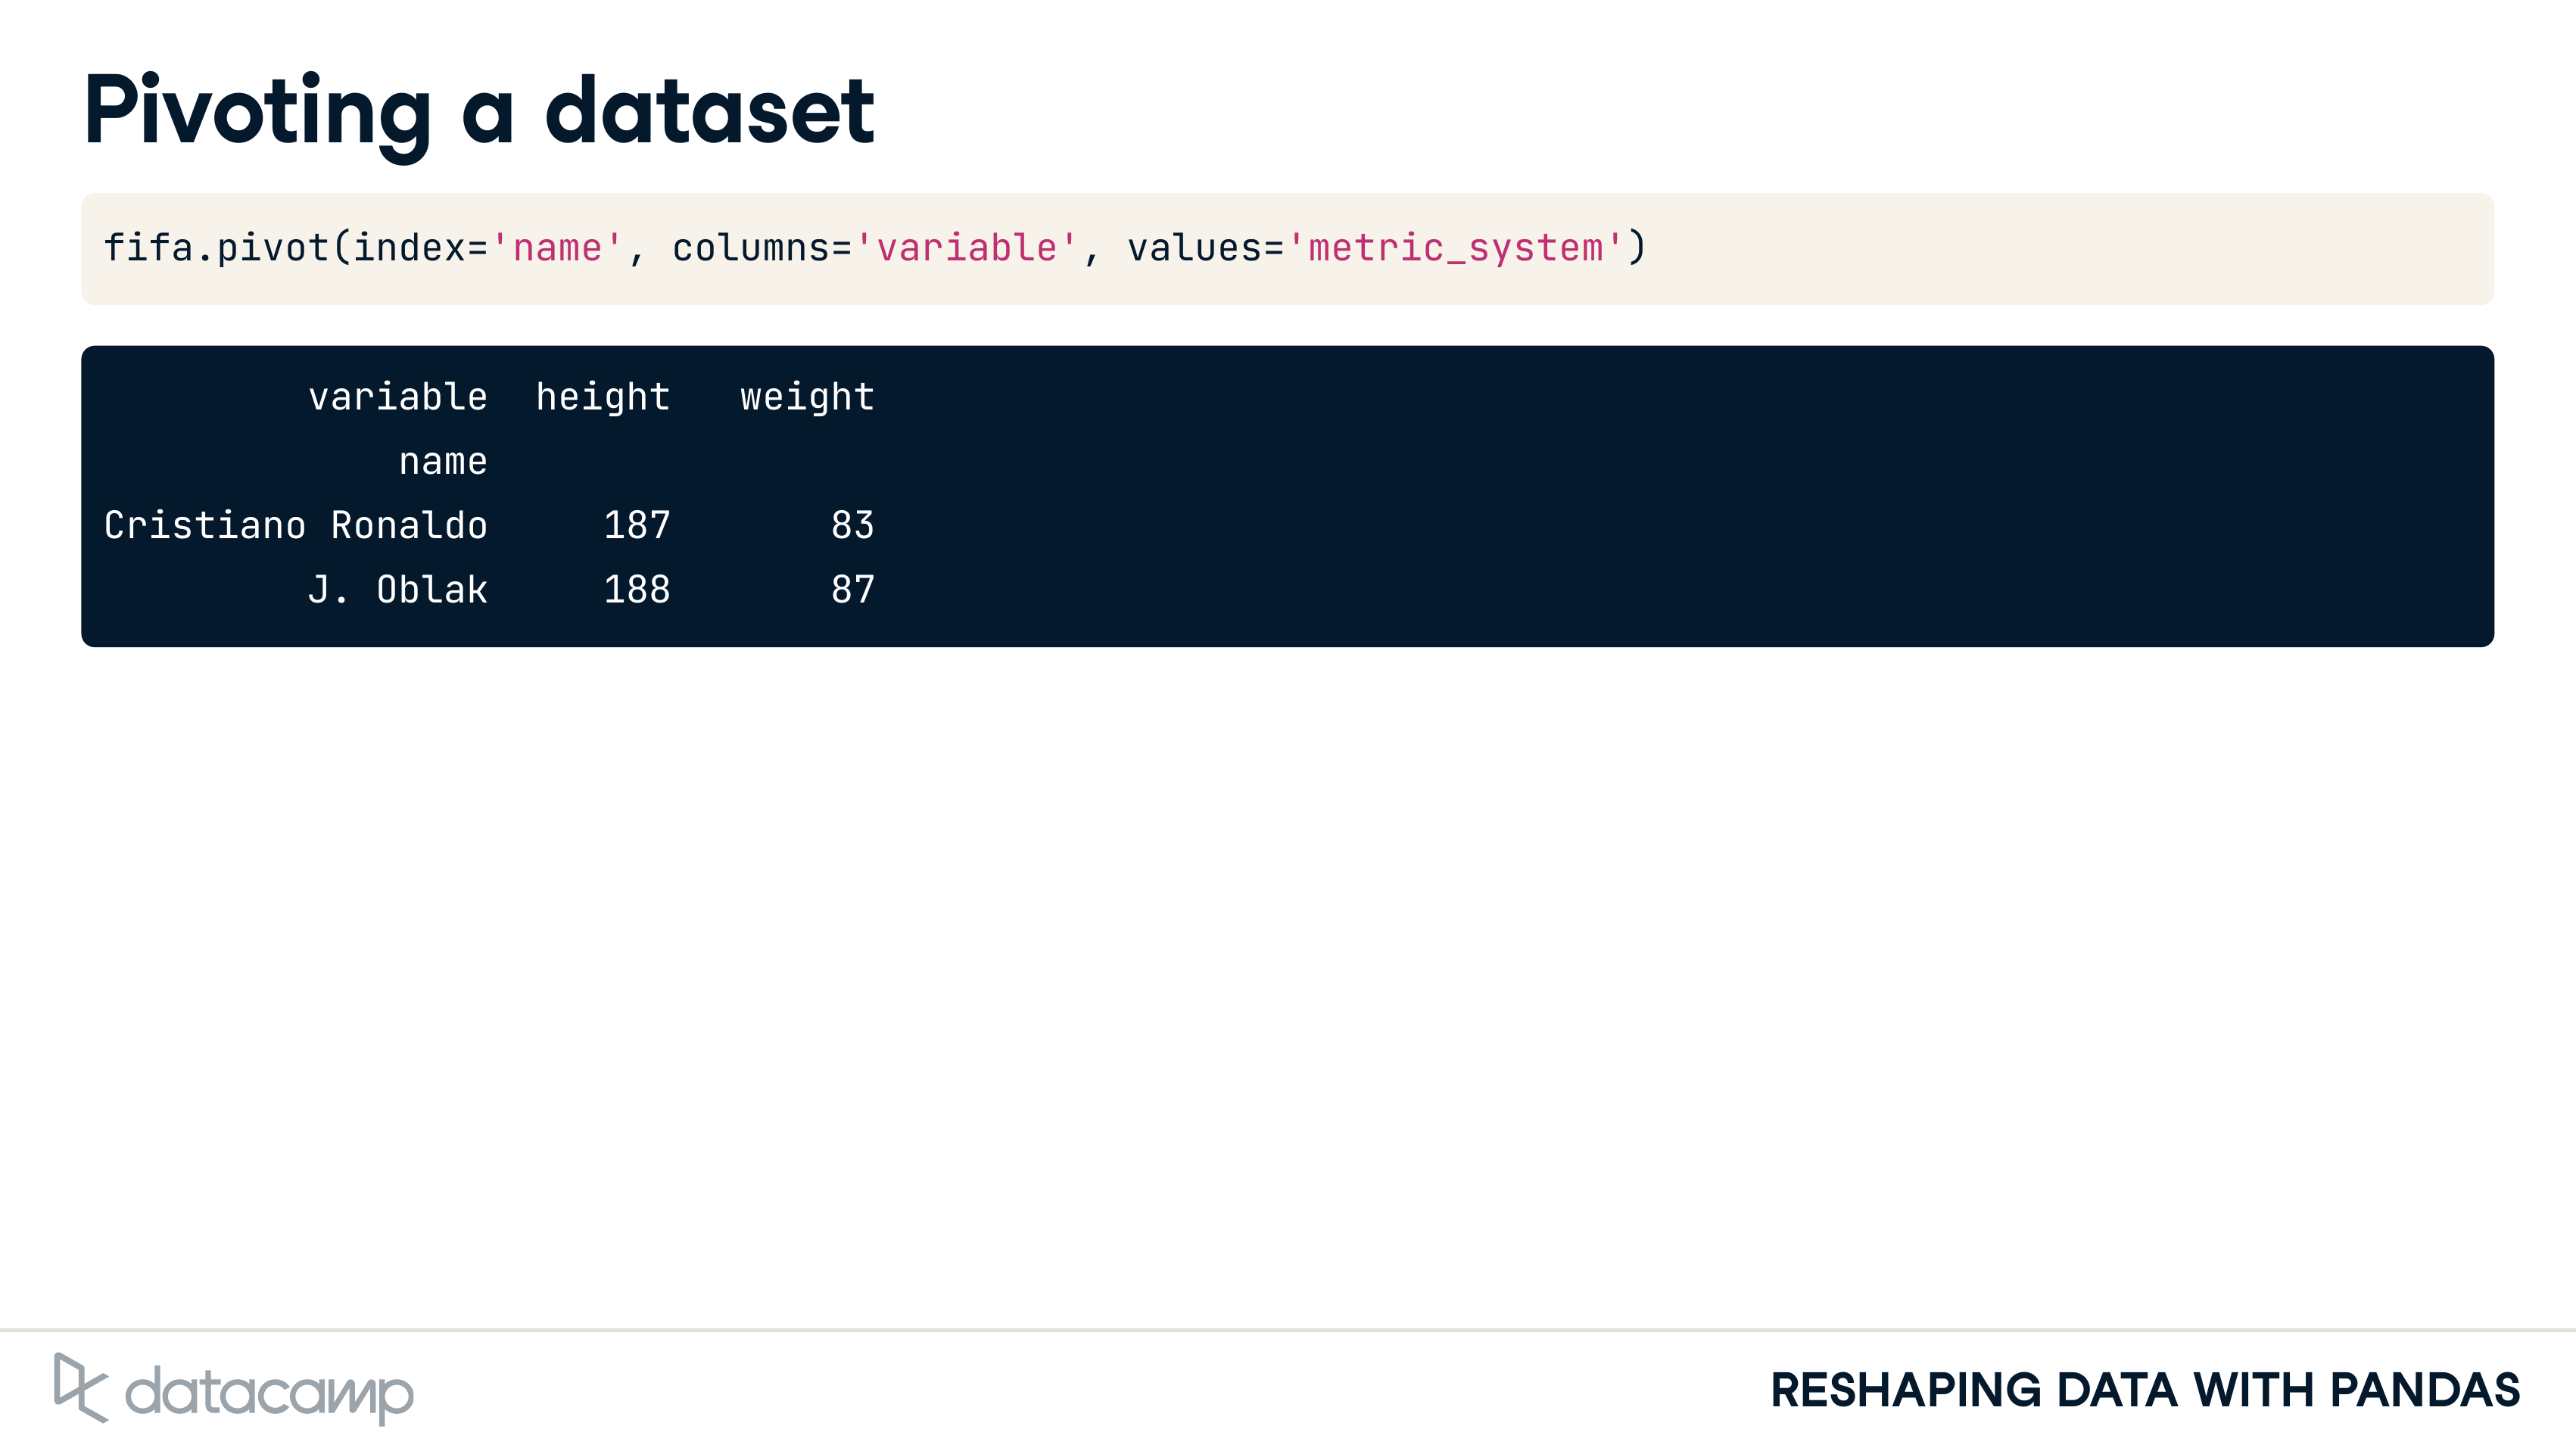 Pivoting a dataset
fifa.pivot(index='name', columns='variable', values='metric_system')
variable height weight
name
Cristiano Ronaldo 187 83
J. Oblak 188 87
datacamp
RESHAPING DATA WITH PANDAS